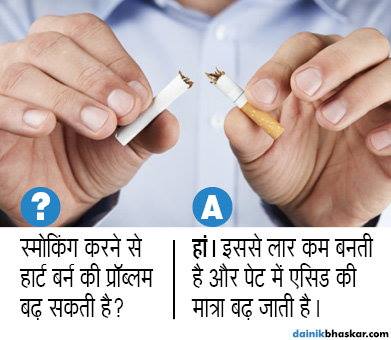 ?
स्मोकिंग करने से
हार्ट बर्न की प्रॉब्लम
बढ़ सकती है?
A
हां। इससे लार कम बनती
है और पेट में एसिड की
मात्रा बढ़ जाती है।
dainikbhaskar.com